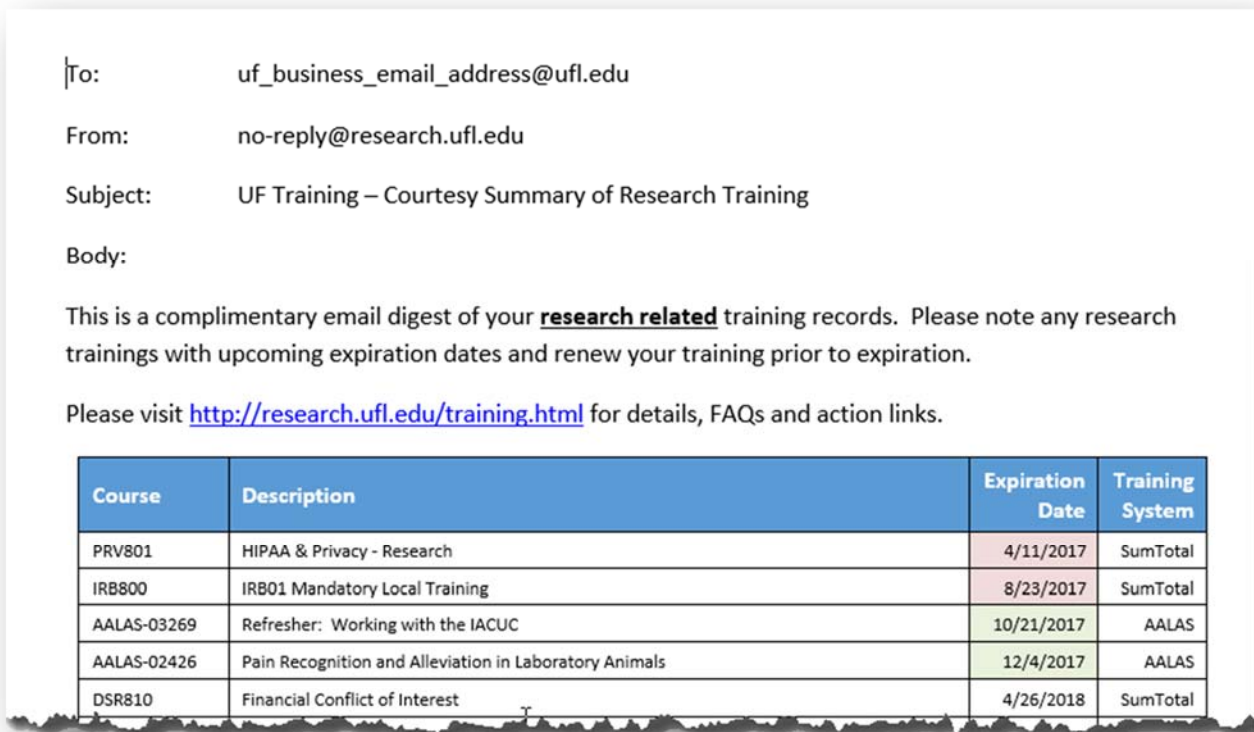 To: uf_business_email_address@ufl.edu
From: no-reply@research.ufl.edu
Subject: UF Training – Courtesy Summary of Research Training
Body:
This is a complimentary email digest of your research related training records.  Please note any research
trainings with upcoming expiration dates and renew your training prior to expiration.
Please visit http://research.ufl.edu/training.html for details, FAQs and action links.
Course Description Expiration Date Training System
PRV801 HIPAA & Privacy - Research 4/11/2017 SumTotal
IRB800 IRB01 Mandatory Local Training 8/23/2017 SumTotal
AALAS-03269 Refresher:  Working with the IACUC 10/21/2017 AALAS
AALAS-02426 Pain Recognition and Alleviation in Laboratory Animals 12/4/2017 AALAS
DSR810 Financial Conflict of Interest 4/26/2018 SumTotal